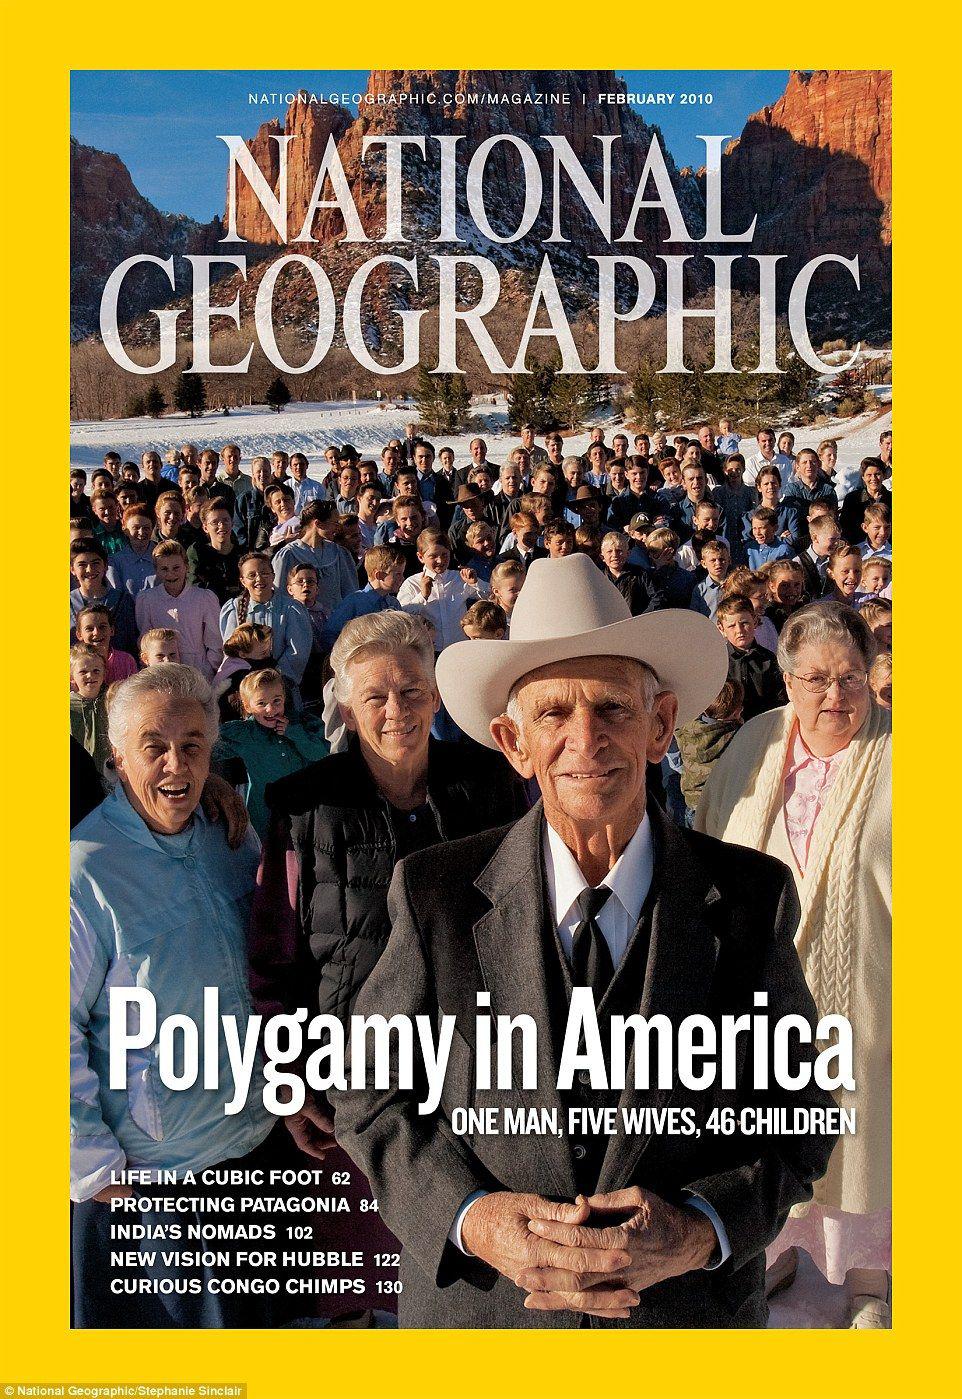 NATIONALGEOGRAPHIC.COM/MAGAZINE | FEBRUARY 2010
NATIONAL
GEOGRAPHIC
Polygamy in America
ONE MAN, FIVE WIVES, 46 CHILDREN
LIFE IN A CUBIC FOOT 62
PROTECTING PATAGONIA 84
INDIA'S NOMADS 102
NEW VISION FOR HUBBLE 122
CURIOUS CONGO CHIMPS 130
© National Geographic/Stephanie Sinclair